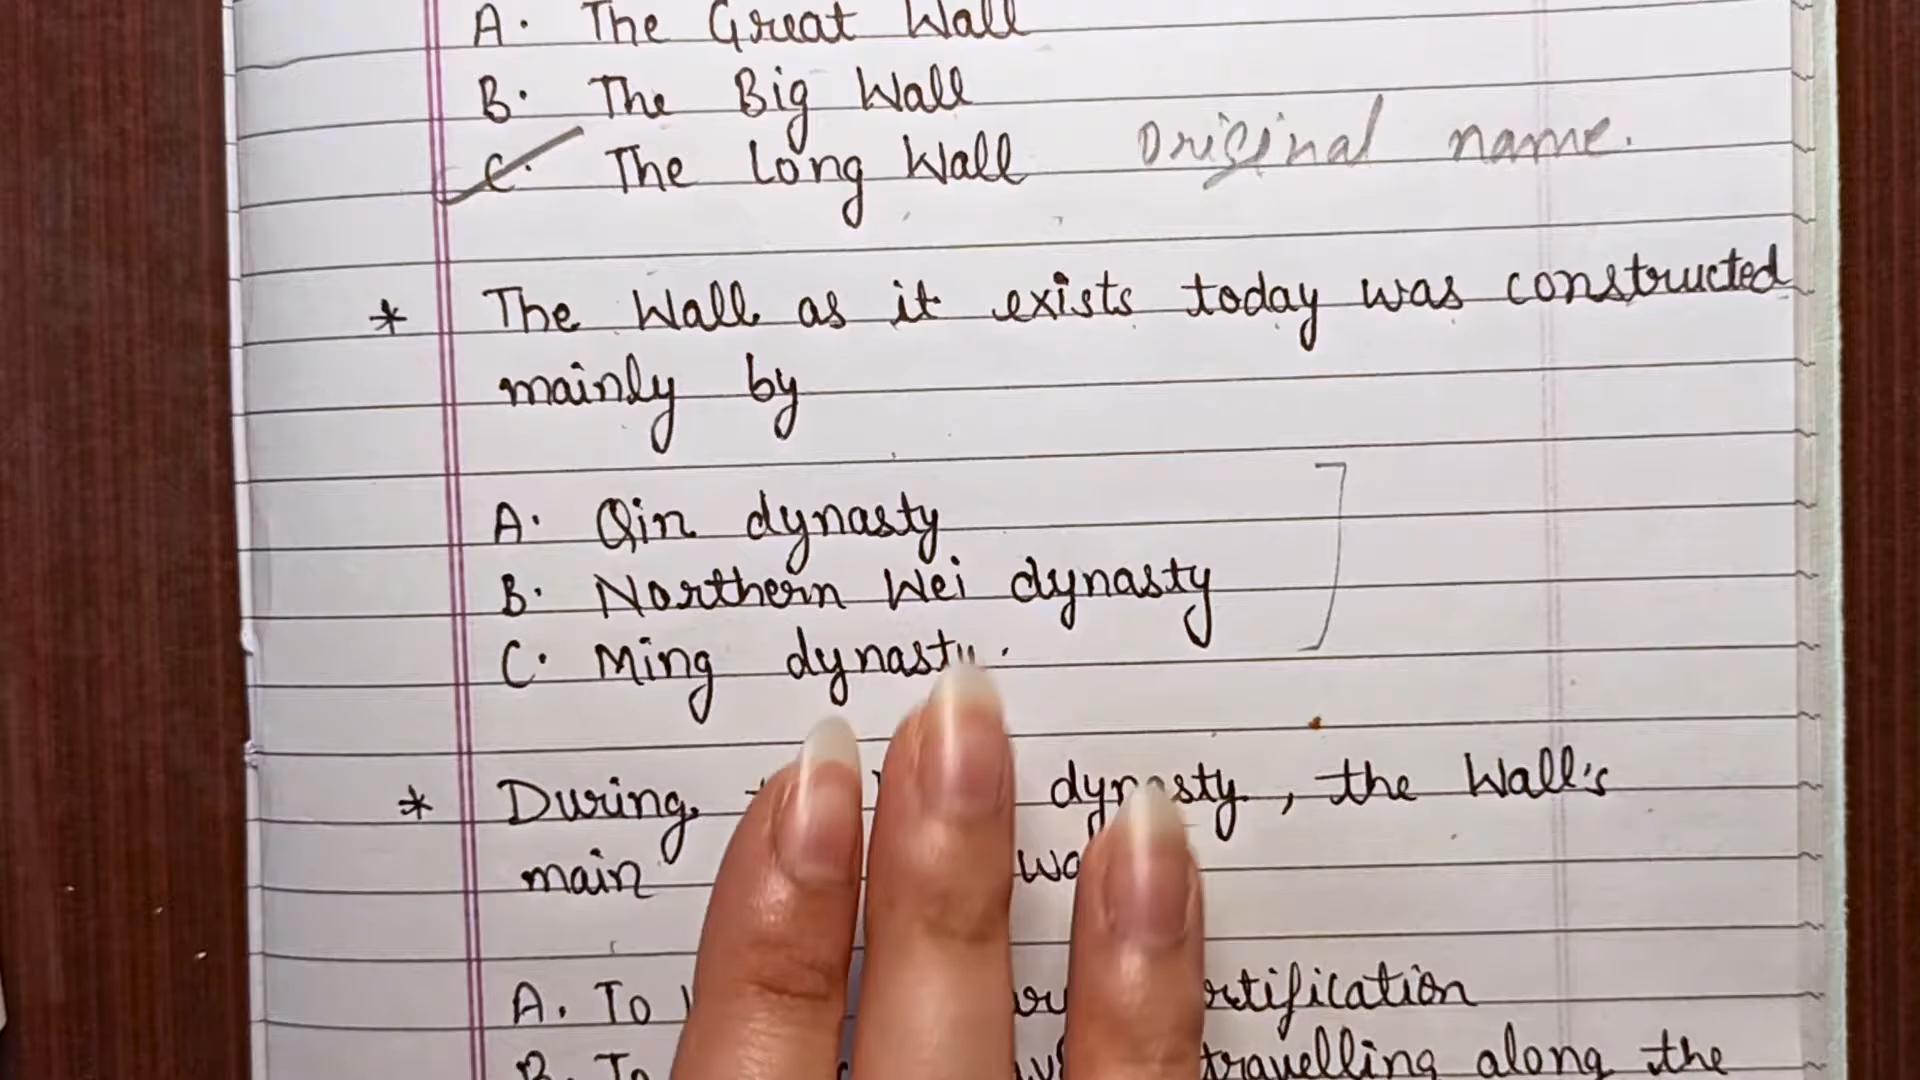 A. The Great Wall
B. The Big Wall
C. The Long Wall original name.
* The Wall as it exists today was constructed
mainly by
A. Qin dynasty
B. Northern Wei dynasty
C. Ming dynasty.
* During dynasty, the Wall's
main
A. To
B. To travelling along the